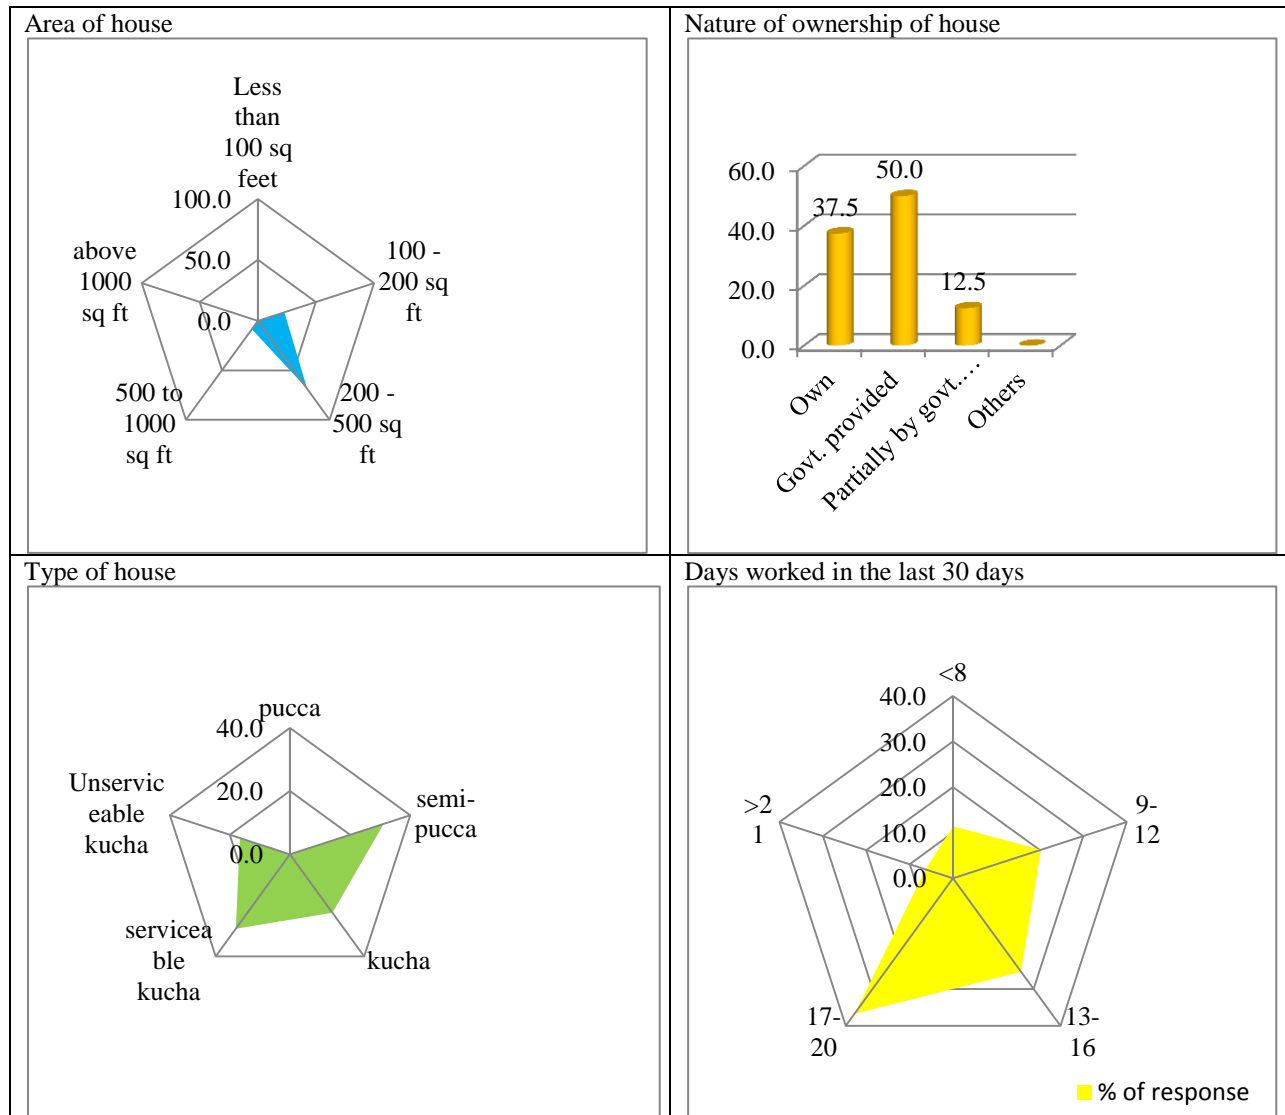 Area of house
Less
than
100 sq
feet
100.0
50.0
0.0
100 -
200 sq
ft
200 -
500 sq
ft
500 to
1000
sq ft
above
1000
sq ft
Nature of ownership of house
60.0
40.0
20.0
0.0
37.5
50.0
12.5
Own
Govt. provided
Partially by govt.…
Others
Type of house
pucca
40.0
20.0
0.0
semi-
pucca
kucha
servicea
ble
kucha
Unservic
eable
kucha
Days worked in the last 30 days
<8
40.0
30.0
20.0
10.0
0.0
9-
12
13-
16
17-
20
>2
1
% of response